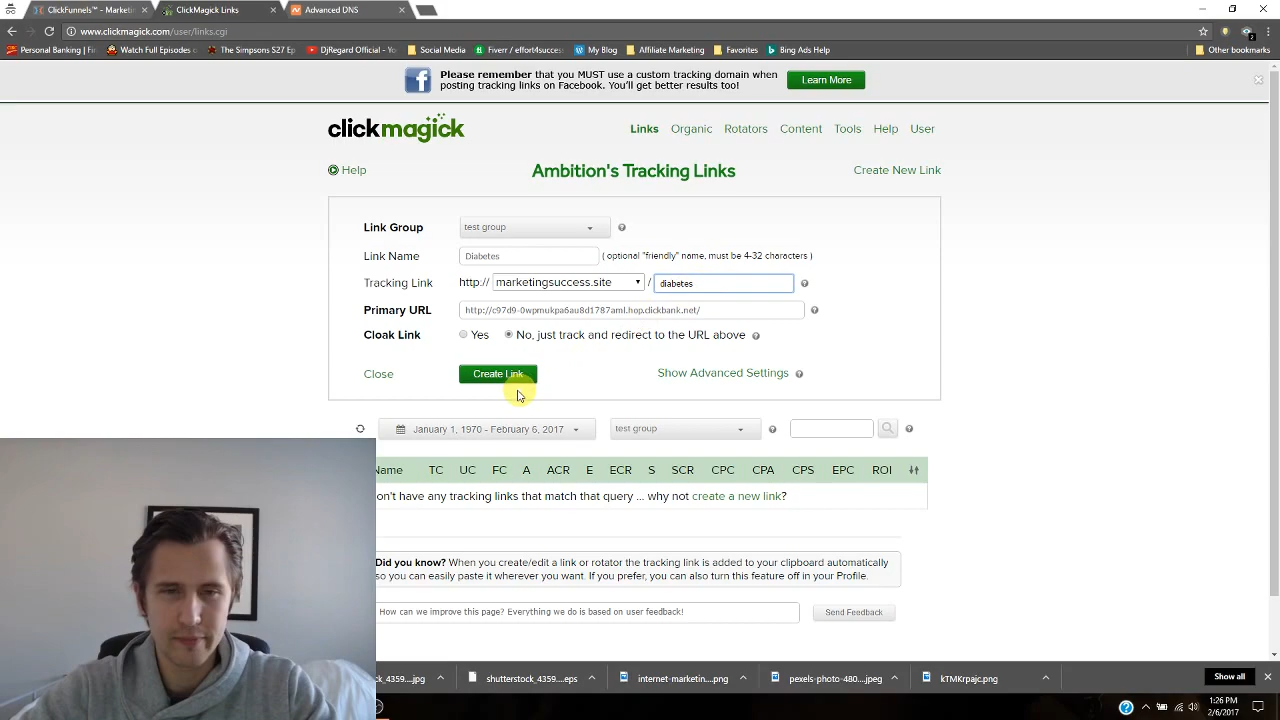 ClickFunnels™ - Marketin
ClickMagick Links
Advanced DNS
www.clickmagick.com/user/links.cgi
Personal Banking | Fin
Watch Full Episodes o
The Simpsons S27 Ep
DjRegard Official - Yo
Social Media
Fiverr / effort4success
My Blog
Affiliate Marketing
Favorites
Bing Ads Help
Other bookmarks
Please remember that you MUST use a custom tracking domain when
posting tracking links on Facebook. You'll get better results too!
Learn More
clickmagick
Links
Organic
Rotators
Content
Tools
Help
User
Help
Ambition's Tracking Links
Create New Link
Link Group
test group
Link Name
Diabetes
( optional "friendly" name, must be 4-32 characters )
Tracking Link
http://
marketingsuccess.site
/
diabetes
Primary URL
http://c97d9-0wpmukpa6au8d1787aml.hop.clickbank.net/
Cloak Link
Yes
No, just track and redirect to the URL above
Close
Create Link
Show Advanced Settings
January 1, 1970 - February 6, 2017
test group
Name TC UC FC A ACR E ECR S SCR CPC CPA CPS EPC ROI
on't have any tracking links that match that query ... why not create a new link?
Did you know? When you create/edit a link or rotator the tracking link is added to your clipboard automatically
so you can easily paste it wherever you want. If you prefer, you can also turn this feature off in your Profile.
How can we improve this page? Everything we do is based on user feedback!
Send Feedback
ck_4359....jpg
shutterstock_4359....eps
internet-marketin....png
pexels-photo-480....jpeg
kTMKrpajc.png
Show all
1:26 PM
2/6/2017